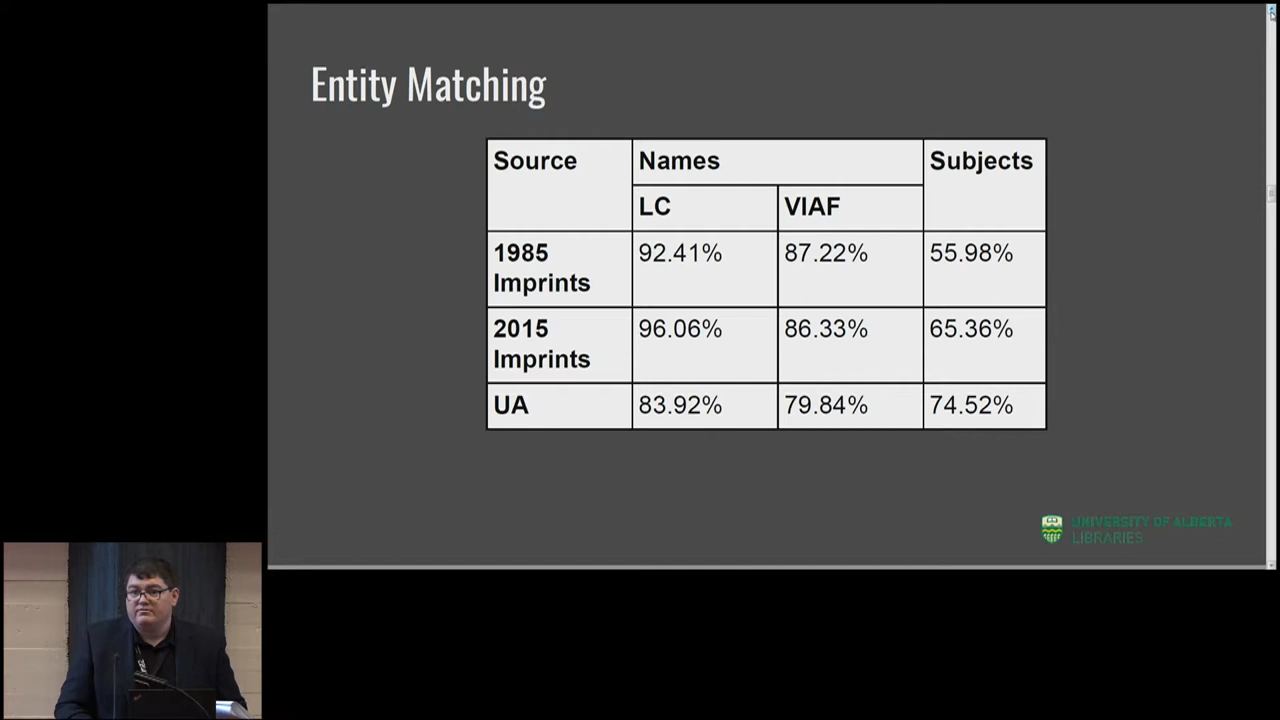 Entity Matching
Source Names Subjects
LC VIAF
1985 Imprints 92.41% 87.22% 55.98%
2015 Imprints 96.06% 86.33% 65.36%
UA 83.92% 79.84% 74.52%
UNIVERSITY OF ALBERTA
LIBRARIES